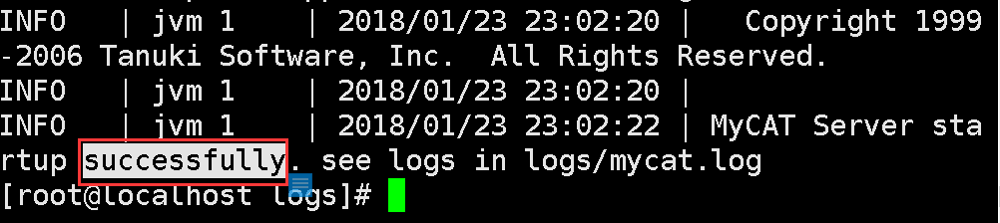 INFO   | jvm 1    | 2018/01/23 23:02:20 |   Copyright 1999
-2006 Tanuki Software, Inc.  All Rights Reserved.
INFO   | jvm 1    | 2018/01/23 23:02:20 |
INFO   | jvm 1    | 2018/01/23 23:02:22 | MyCAT Server sta
rtup successfully. see logs in logs/mycat.log
[root@localhost logs]#